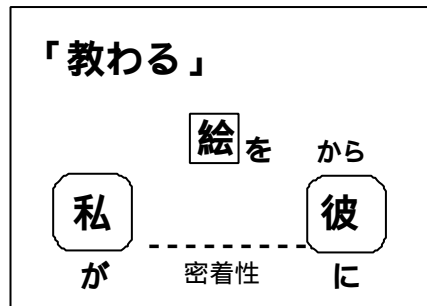 「教わる」
絵を から
私 彼
が 密着性 に